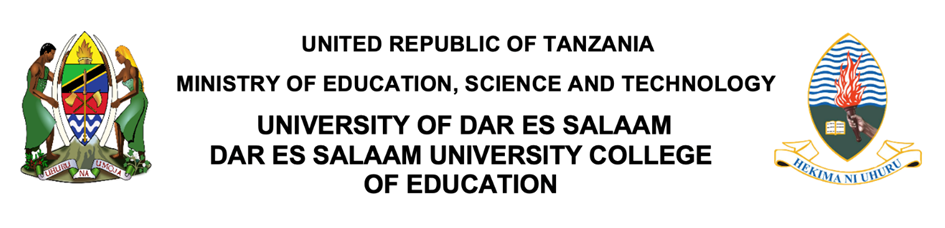 UNITED REPUBLIC OF TANZANIA
MINISTRY OF EDUCATION, SCIENCE AND TECHNOLOGY
UNIVERSITY OF DAR ES SALAAM
DAR ES SALAAM UNIVERSITY COLLEGE
OF EDUCATION
UHURU NA UMOJA
HEKIMA NI UHURU